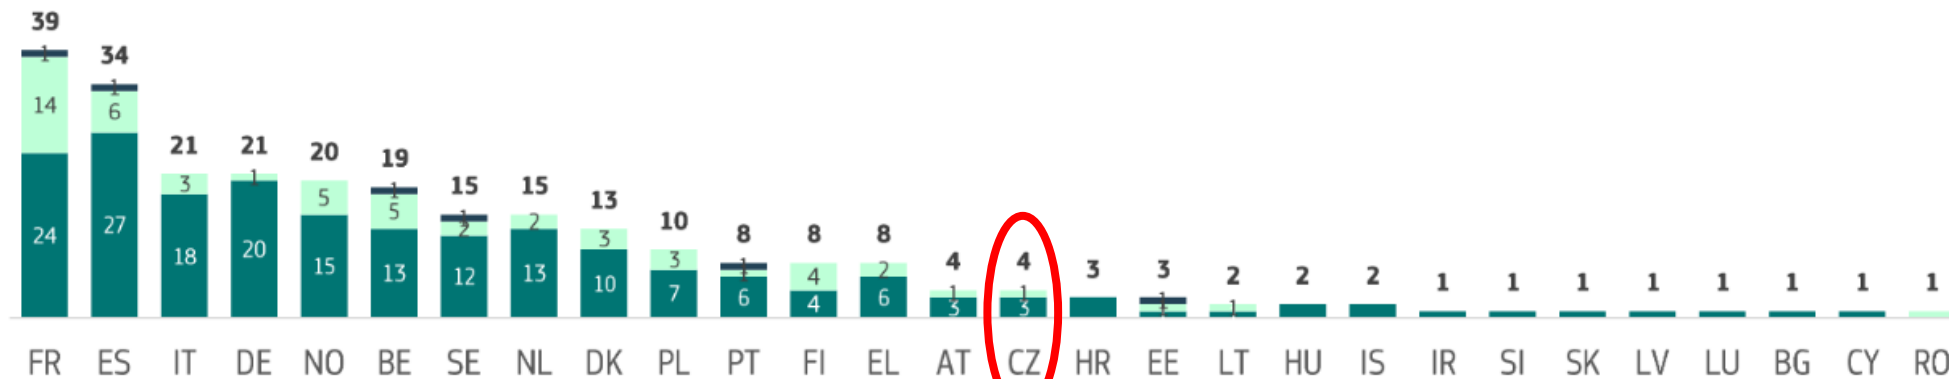 39 34 21 21 20 19 15 15 13 10 8 8 8 4 4 3 3 2 2 2 1 1 1 1 1 1 1 1
1 1 1 1 1 1
14 6 3 1 5 5 2 2 3 3 1 4 2 1 1 1 1
24 27 18 20 15 13 12 13 10 7 6 4 6 3 3
FR ES IT DE NO BE SE NL DK PL PT FI EL AT CZ HR EE LT HU IS IR SI SK LV LU BG CY RO